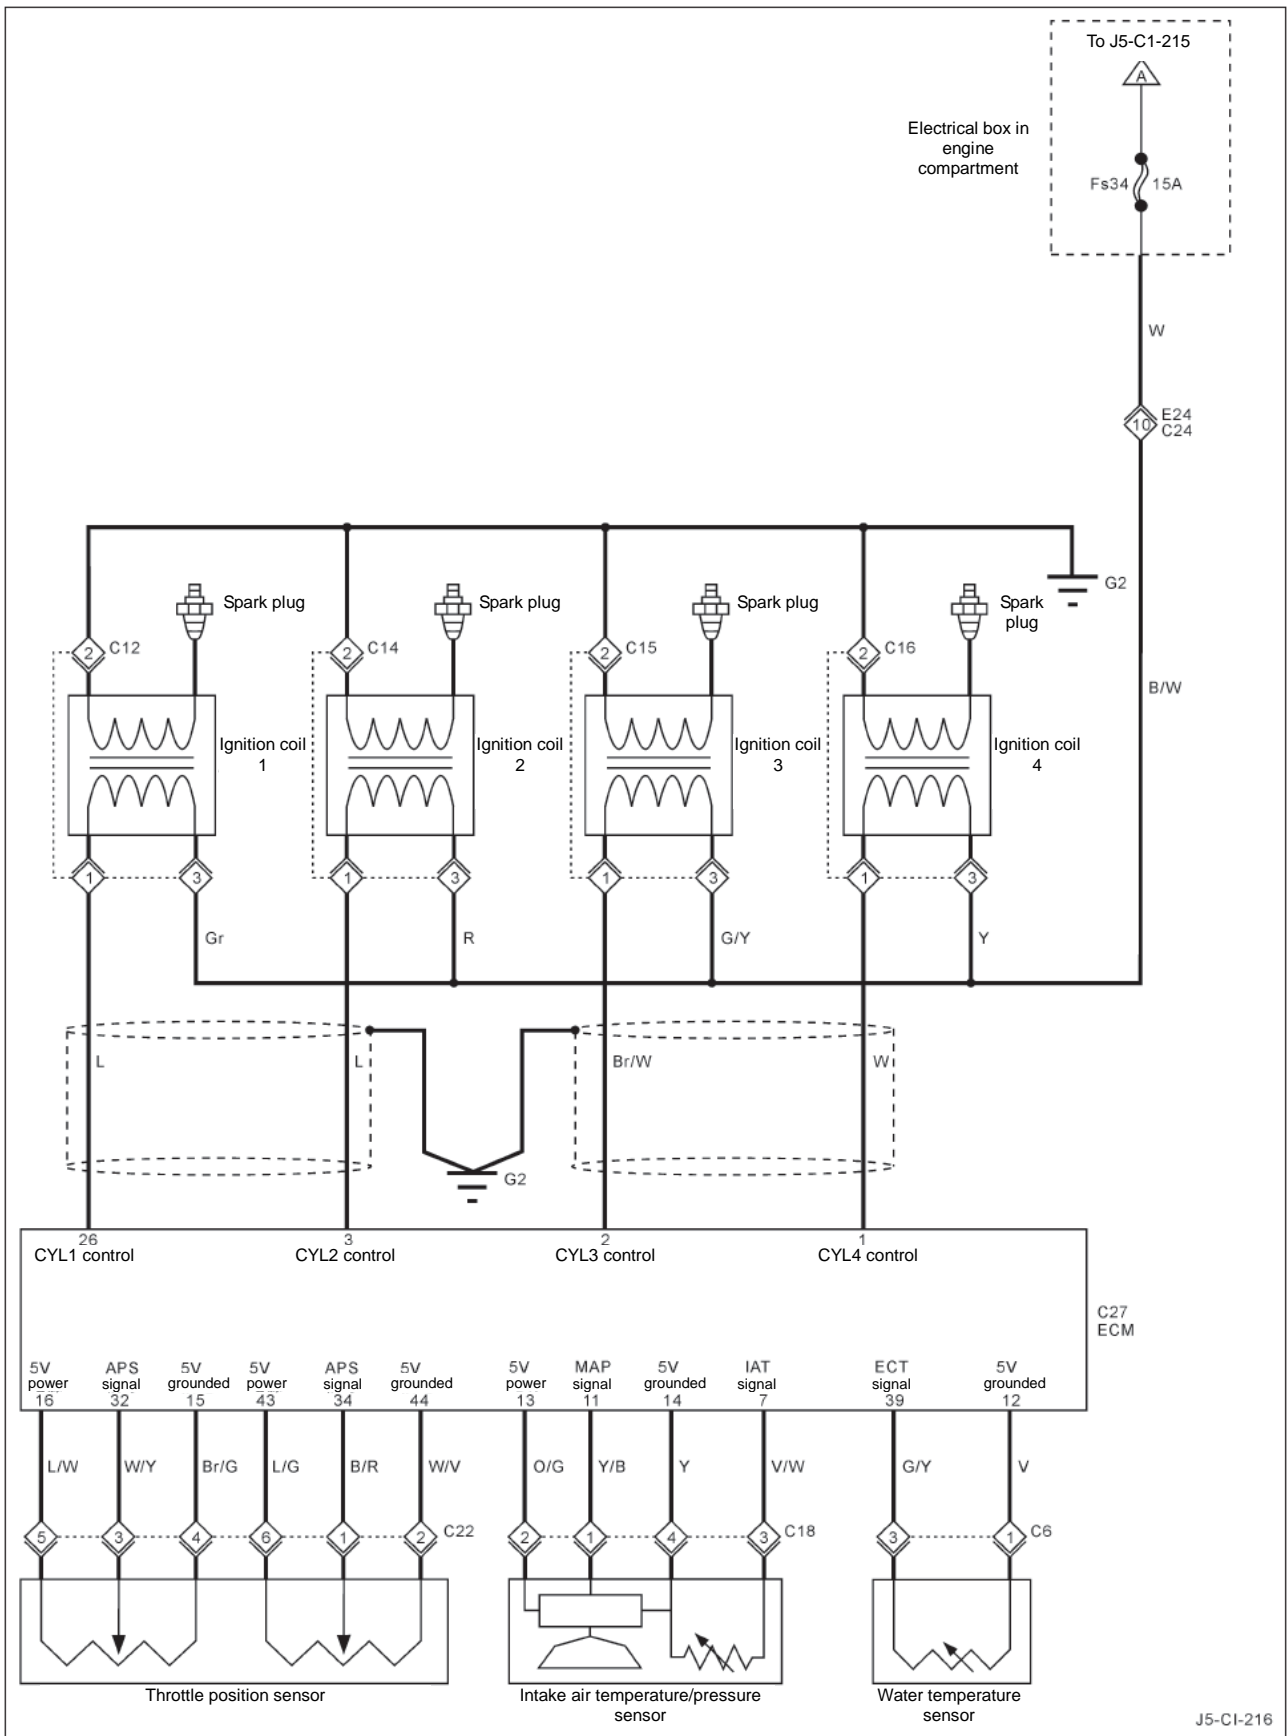 To J5-C1-215
A
Electrical box in
engine
compartment
Fs34 15A
W
10 E24
C24
G2
Spark plug
Spark plug
Spark plug
Spark
plug
2 C12
2 C14
2 C15
2 C16
B/W
Ignition coil
1
Ignition coil
2
Ignition coil
3
Ignition coil
4
1 3 1 3 1 3 1 3
Gr R G/Y Y
L L Br/W W
G2
26 3 2 1
CYL1 control CYL2 control CYL3 control CYL4 control
C27
ECM
5V
power
16
APS
signal
32
5V
grounded
15
5V
power
43
APS
signal
34
5V
grounded
44
5V
power
13
MAP
signal
11
5V
grounded
14
IAT
signal
7
ECT
signal
39
5V
grounded
12
L/W W/Y Br/G L/G B/R W/V O/G Y/B Y V/W G/Y V
5 3 4 6 1 2 C22 2 1 4 3 C18 3 1 C6
Throttle position sensor
Intake air temperature/pressure
sensor
Water temperature
sensor
J5-CI-216